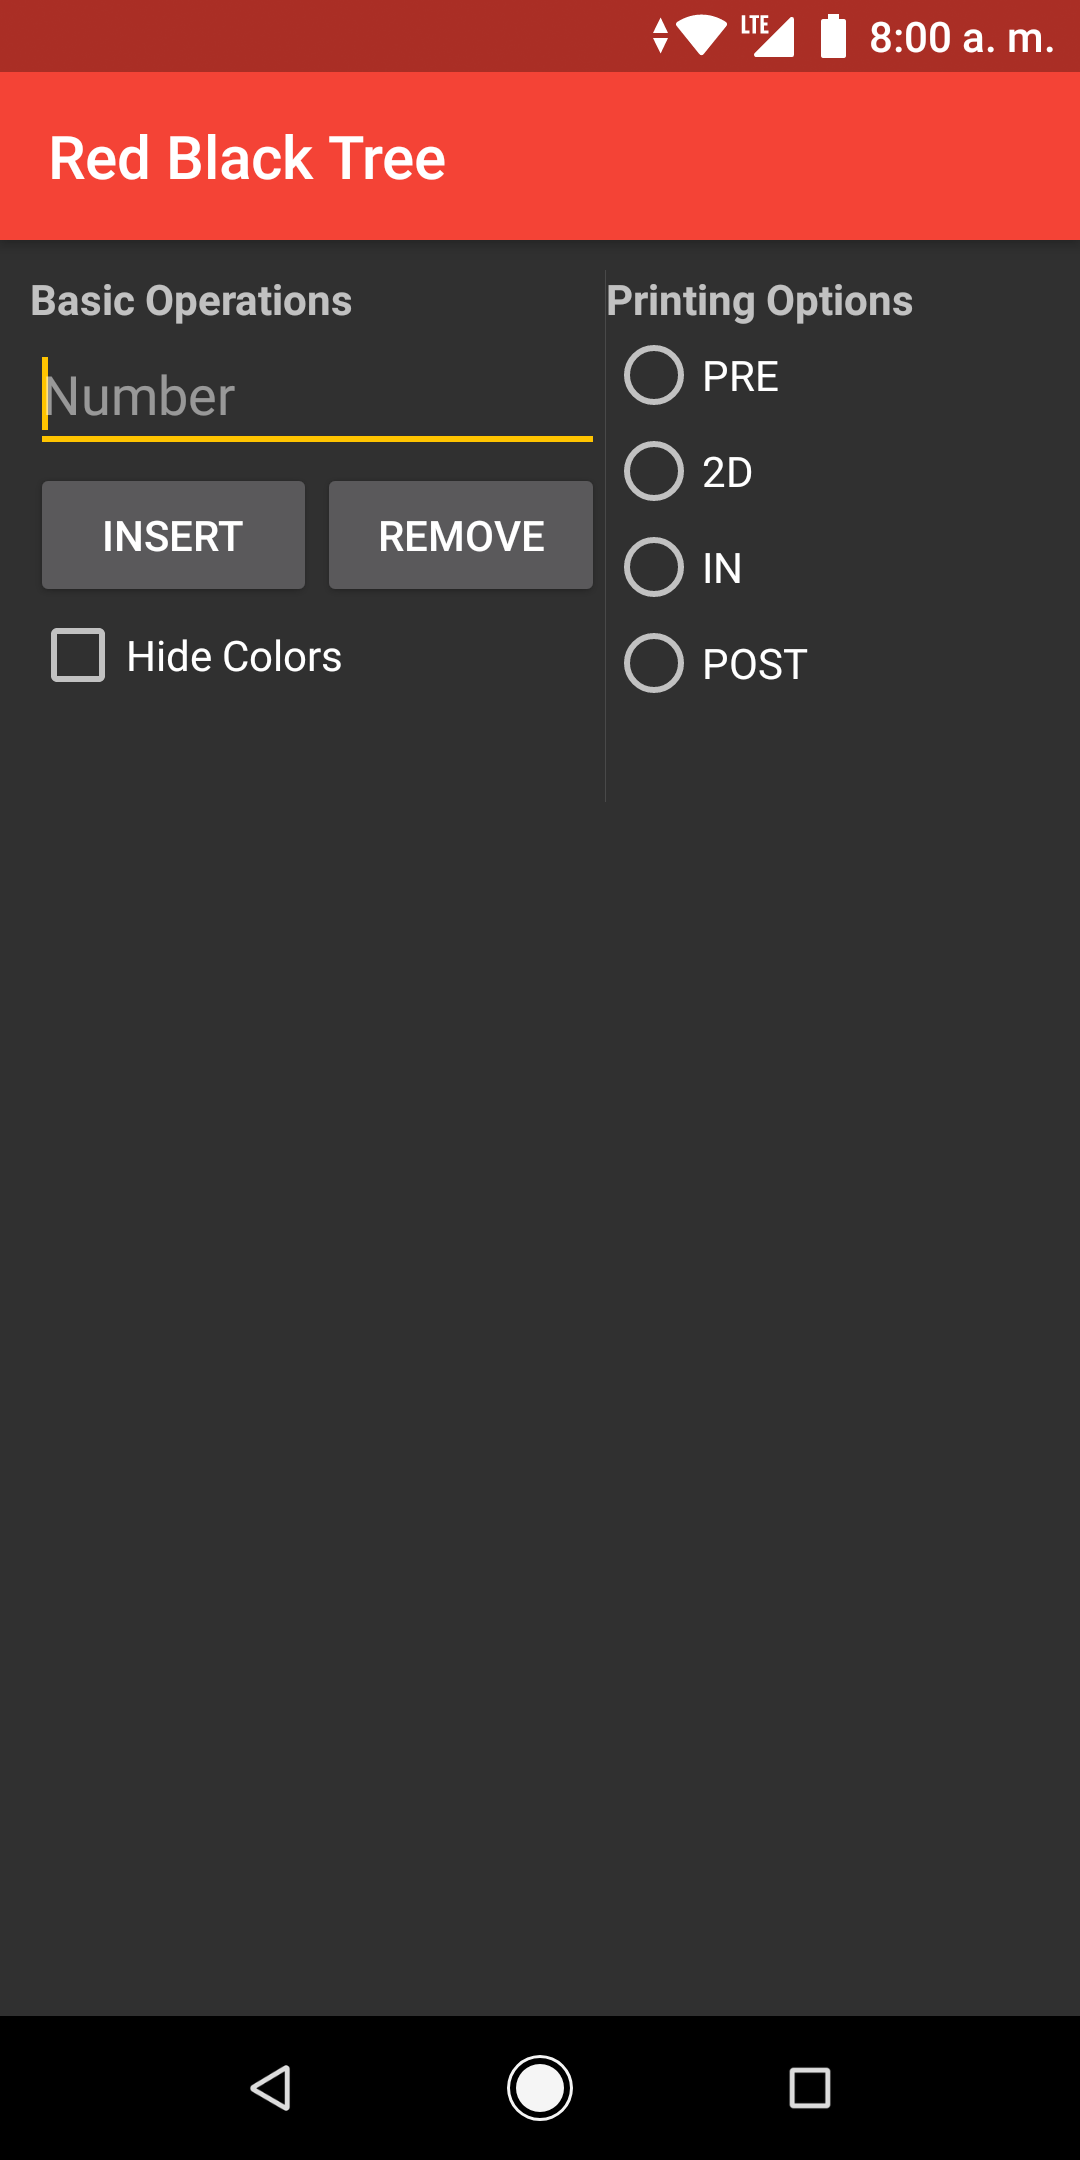 LTE 8:00 a. m.
Red Black Tree
Basic Operations
Number
INSERT REMOVE
Hide Colors
Printing Options
PRE
2D
IN
POST